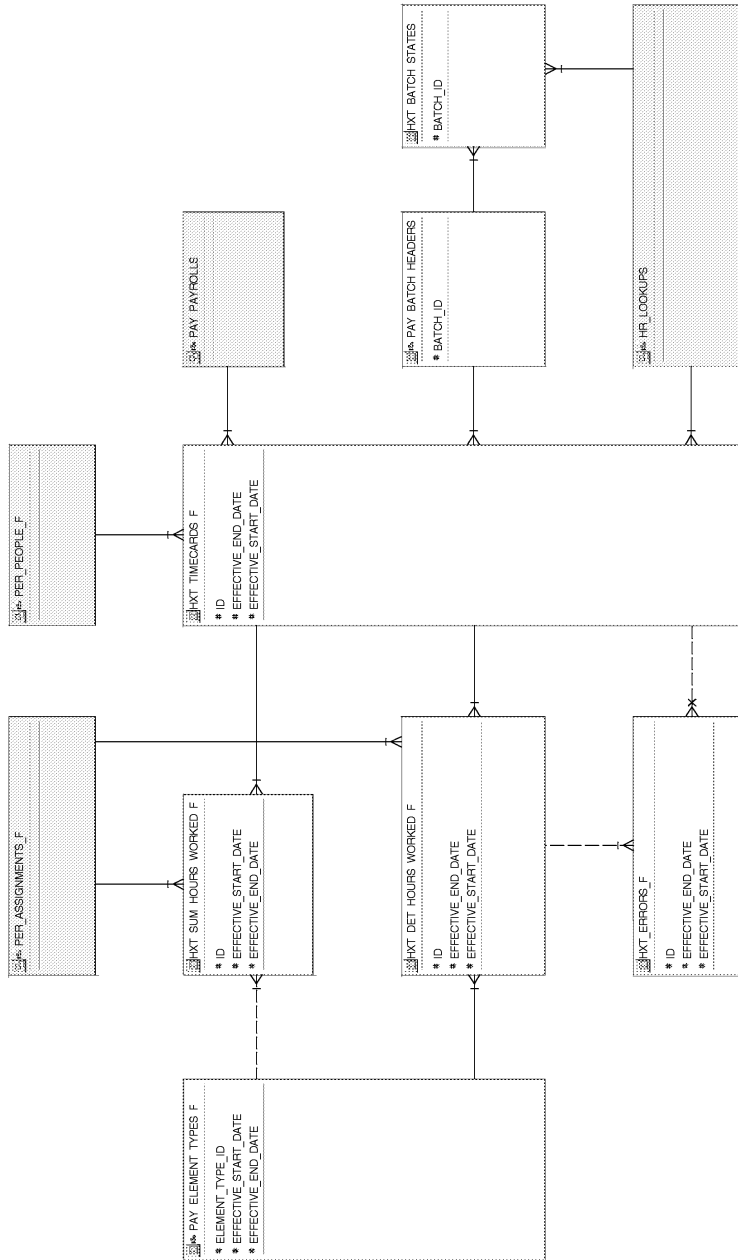 PER_ASSIGNMENTS_F
PER_PEOPLE_F
PAY ELEMENT TYPES F
# ELEMENT_TYPE_ID
* EFFECTIVE_START_DATE
* EFFECTIVE_END_DATE
HXT SUM HOURS WORKED F
* ID
# EFFECTIVE_START_DATE
* EFFECTIVE_END_DATE
HXT TIMECARDS F
# ID
# EFFECTIVE_END_DATE
* EFFECTIVE_START_DATE
PAY PAYROLLS
HXT DET HOURS WORKED F
* ID
# EFFECTIVE_END_DATE
* EFFECTIVE_START_DATE
PAY BATCH HEADERS
* BATCH_ID
HXT BATCH STATES
* BATCH_ID
HXT_ERRORS_F
* ID
# EFFECTIVE_END_DATE
* EFFECTIVE_START_DATE
HR_LOOKUPS